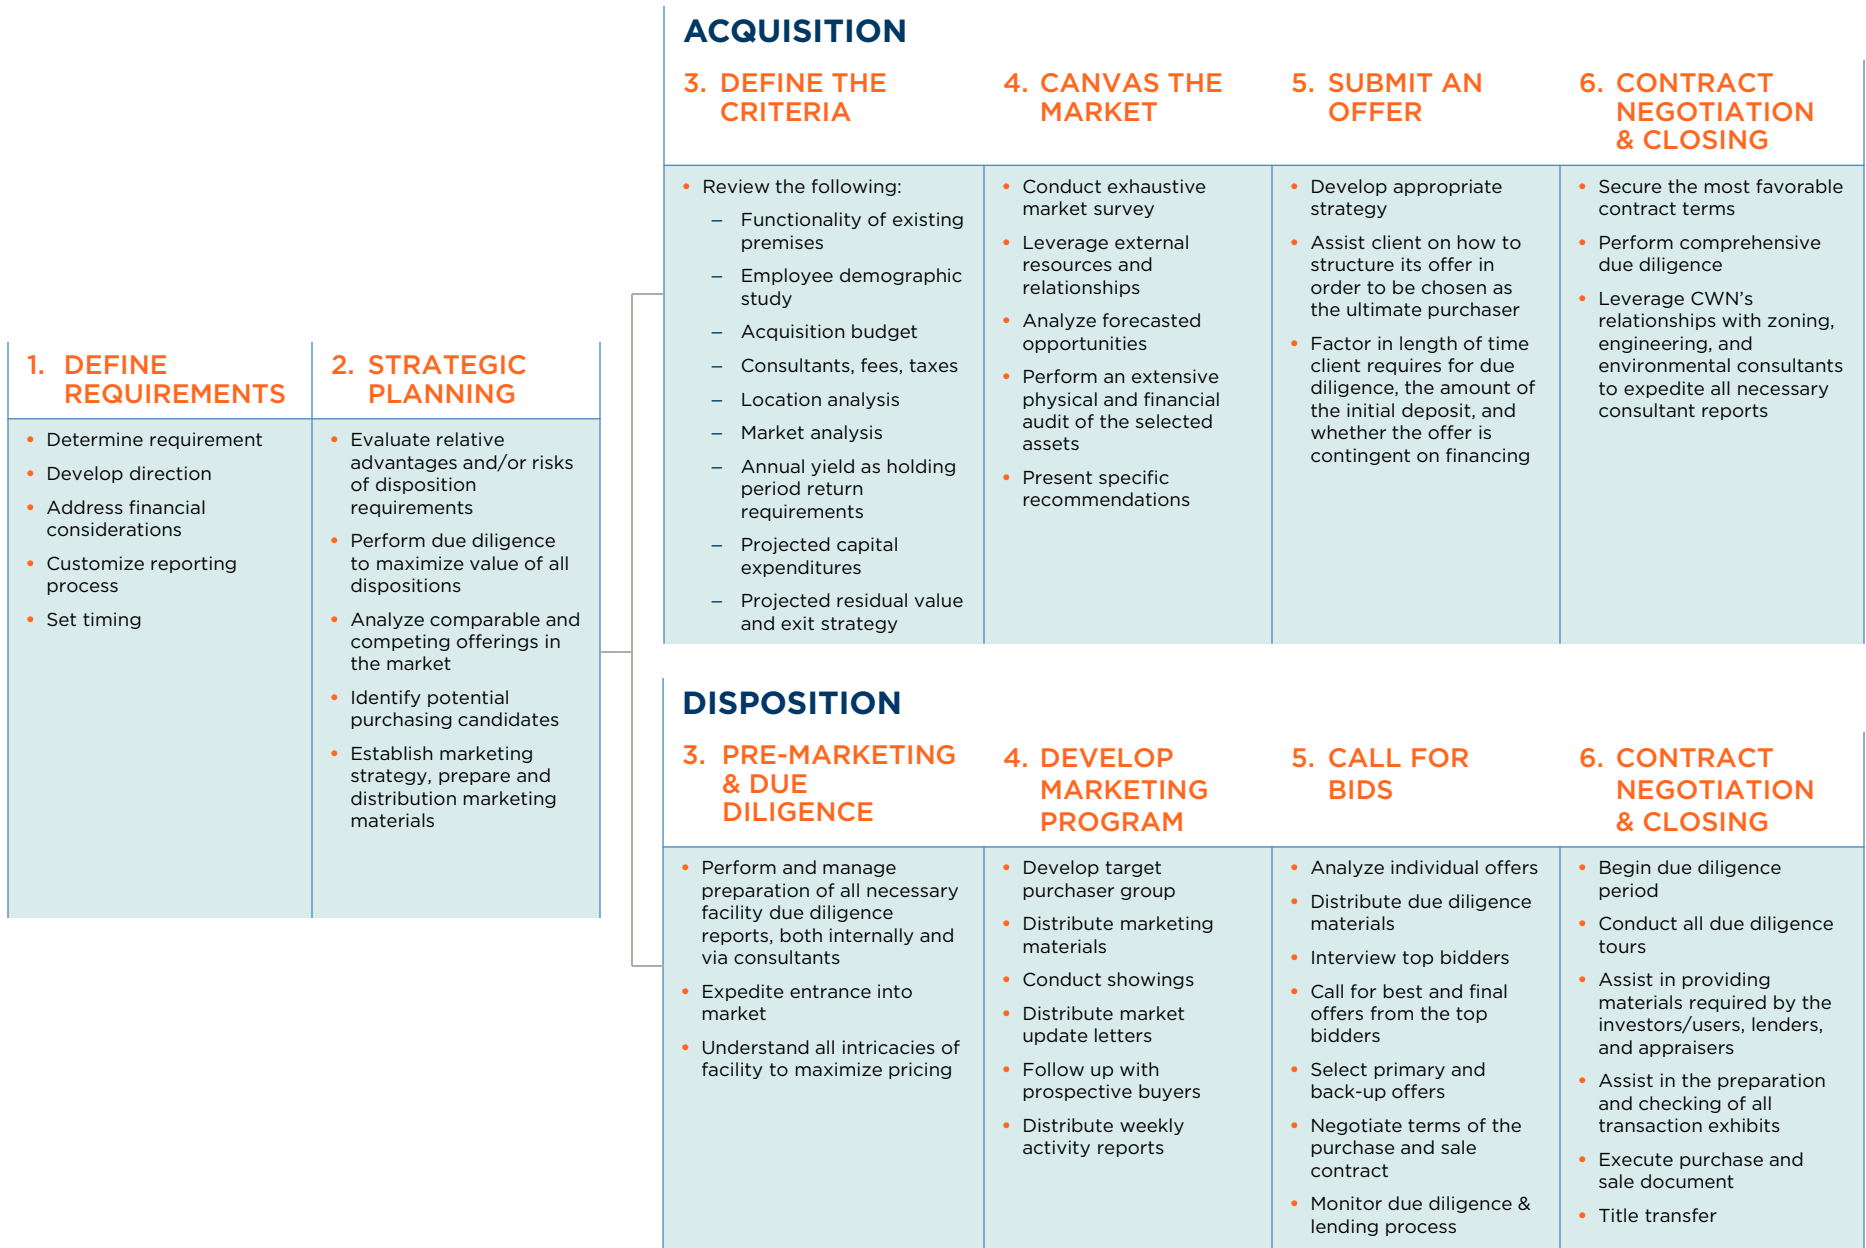 ACQUISITION
3. DEFINE THE
CRITERIA
4. CANVAS THE
MARKET
5. SUBMIT AN
OFFER
6. CONTRACT
NEGOTIATION
& CLOSING
• Review the following:
– Functionality of existing
premises
– Employee demographic
study
– Acquisition budget
– Consultants, fees, taxes
– Location analysis
– Market analysis
– Annual yield as holding
period return
requirements
– Projected capital
expenditures
– Projected residual value
and exit strategy
• Conduct exhaustive
market survey
• Leverage external
resources and
relationships
• Analyze forecasted
opportunities
• Perform an extensive
physical and financial
audit of the selected
assets
• Present specific
recommendations
• Develop appropriate
strategy
• Assist client on how to
structure its offer in
order to be chosen as
the ultimate purchaser
• Factor in length of time
client requires for due
diligence, the amount of
the initial deposit, and
whether the offer is
contingent on financing
• Secure the most favorable
contract terms
• Perform comprehensive
due diligence
• Leverage CWN’s
relationships with zoning,
engineering, and
environmental consultants
to expedite all necessary
consultant reports
1. DEFINE
REQUIREMENTS
2. STRATEGIC
PLANNING
• Determine requirement
• Develop direction
• Address financial
considerations
• Customize reporting
process
• Set timing
• Evaluate relative
advantages and/or risks
of disposition
requirements
• Perform due diligence
to maximize value of all
dispositions
• Analyze comparable and
competing offerings in
the market
• Identify potential
purchasing candidates
• Establish marketing
strategy, prepare and
distribution marketing
materials
DISPOSITION
3. PRE-MARKETING
& DUE
DILIGENCE
4. DEVELOP
MARKETING
PROGRAM
5. CALL FOR
BIDS
6. CONTRACT
NEGOTIATION
& CLOSING
• Perform and manage
preparation of all necessary
facility due diligence
reports, both internally and
via consultants
• Expedite entrance into
market
• Understand all intricacies of
facility to maximize pricing
• Develop target
purchaser group
• Distribute marketing
materials
• Conduct showings
• Distribute market
update letters
• Follow up with
prospective buyers
• Distribute weekly
activity reports
• Analyze individual offers
• Distribute due diligence
materials
• Interview top bidders
• Call for best and final
offers from the top
bidders
• Select primary and
back-up offers
• Negotiate terms of the
purchase and sale
contract
• Monitor due diligence &
lending process
• Begin due diligence
period
• Conduct all due diligence
tours
• Assist in providing
materials required by the
investors/users, lenders,
and appraisers
• Assist in the preparation
and checking of all
transaction exhibits
• Execute purchase and
sale document
• Title transfer